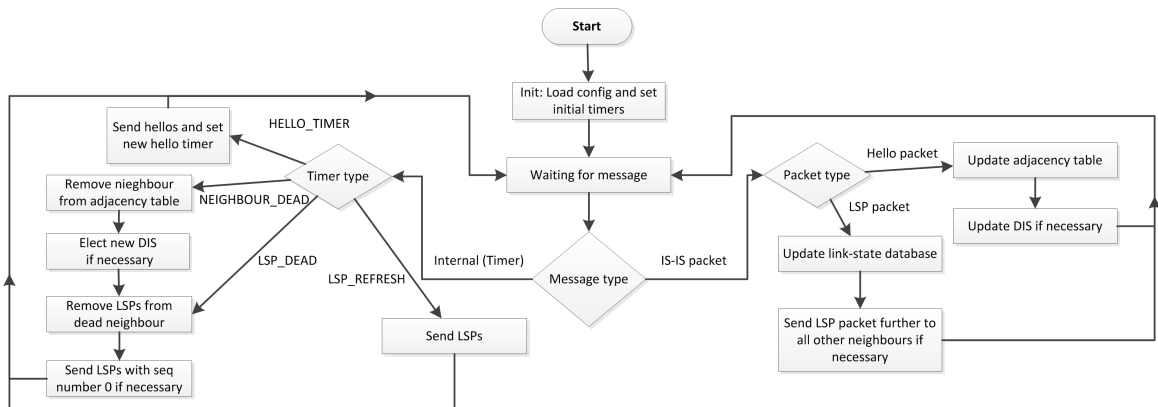 Start
Init: Load config and set
initial timers
Send hellos and set
new hello timer
HELLO_TIMER
Timer type
Waiting for message
Packet type
Hello packet
Update adjacency table
Remove nieghbour
from adjacency table
NEIGHBOUR_DEAD
LSP packet
Update DIS if necessary
Elect new DIS
if necessary
LSP_DEAD
LSP_REFRESH
Internal (Timer)
Message type
IS-IS packet
Update link-state database
Remove LSPs from
dead neighbour
Send LSPs
Send LSP packet further to
all other neighbours if
necessary
Send LSPs with seq
number 0 if necessary